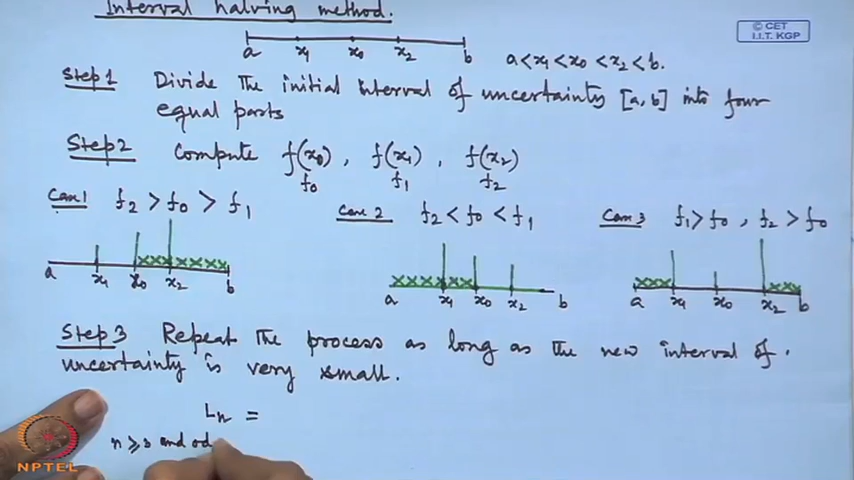 Interval halving method.
© CET
I.I.T. KGP
a x₁ x₀ x₂ b
a < x₁ < x₀ < x₂ < b.
Step 1 Divide the initial interval of uncertainty [a, b] into four
equal parts
Step 2 Compute f(x₀), f(x₁), f(x₂)
f₀ f₁ f₂
Case 1 f₂ > f₀ > f₁
Case 2 f₂ < f₀ < f₁
Case 3 f₁ > f₀, f₂ > f₀
a x₁ x₀ x₂ b
a x₁ x₀ x₂ b
a x₁ x₀ x₂ b
Step 3 Repeat the process as long as the new interval of
uncertainty is very small.
Lₙ =
n ≥ 3 and od
NPTEL